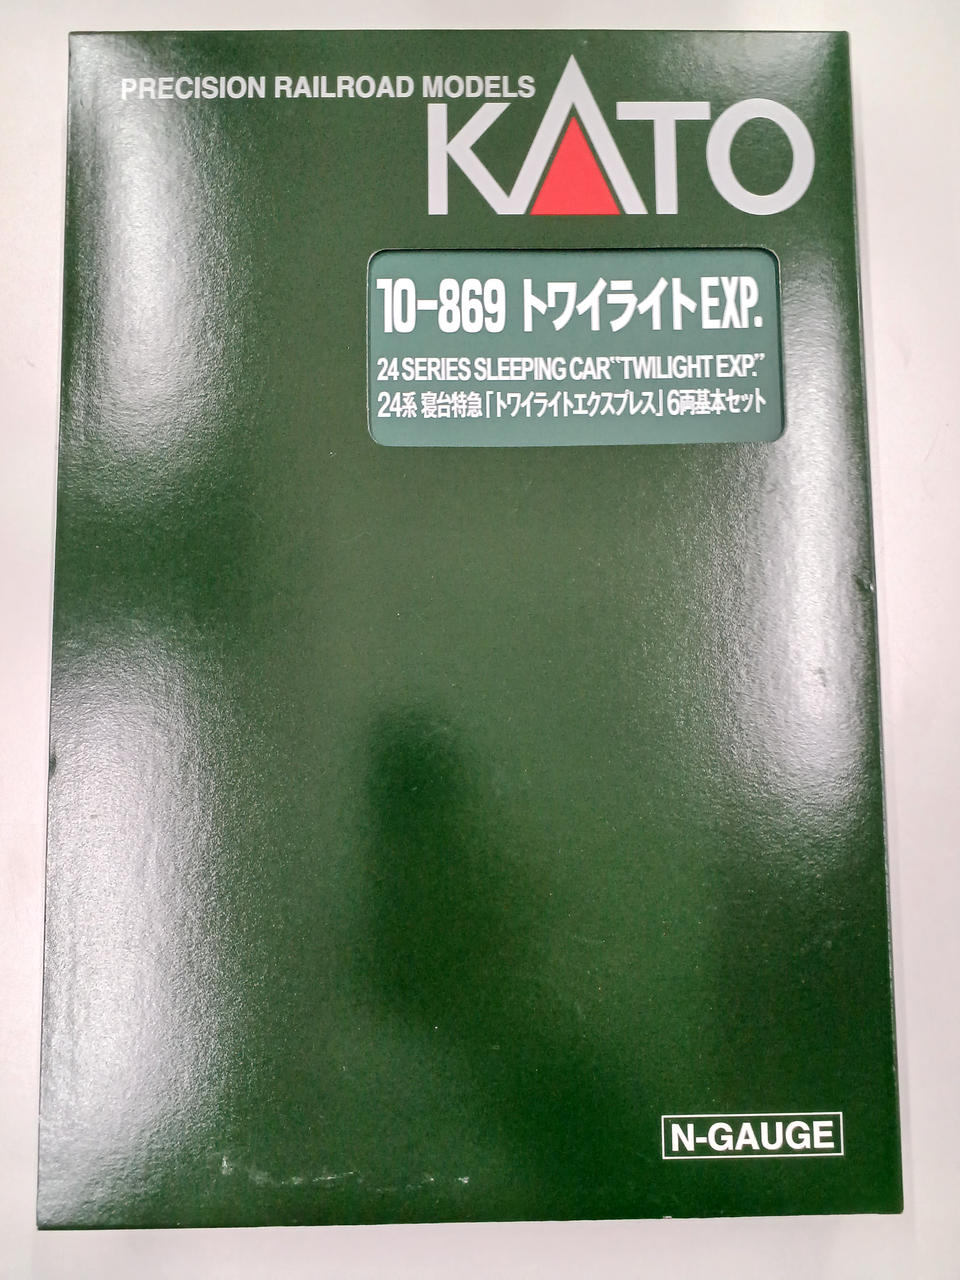 PRECISION RAILROAD MODELS
KATO
10-869 トワイライトEXP.
24 SERIES SLEEPING CAR "TWILIGHT EXP."
24系 寝台特急「トワイライトエクスプレス」6両基本セット
N-GAUGE